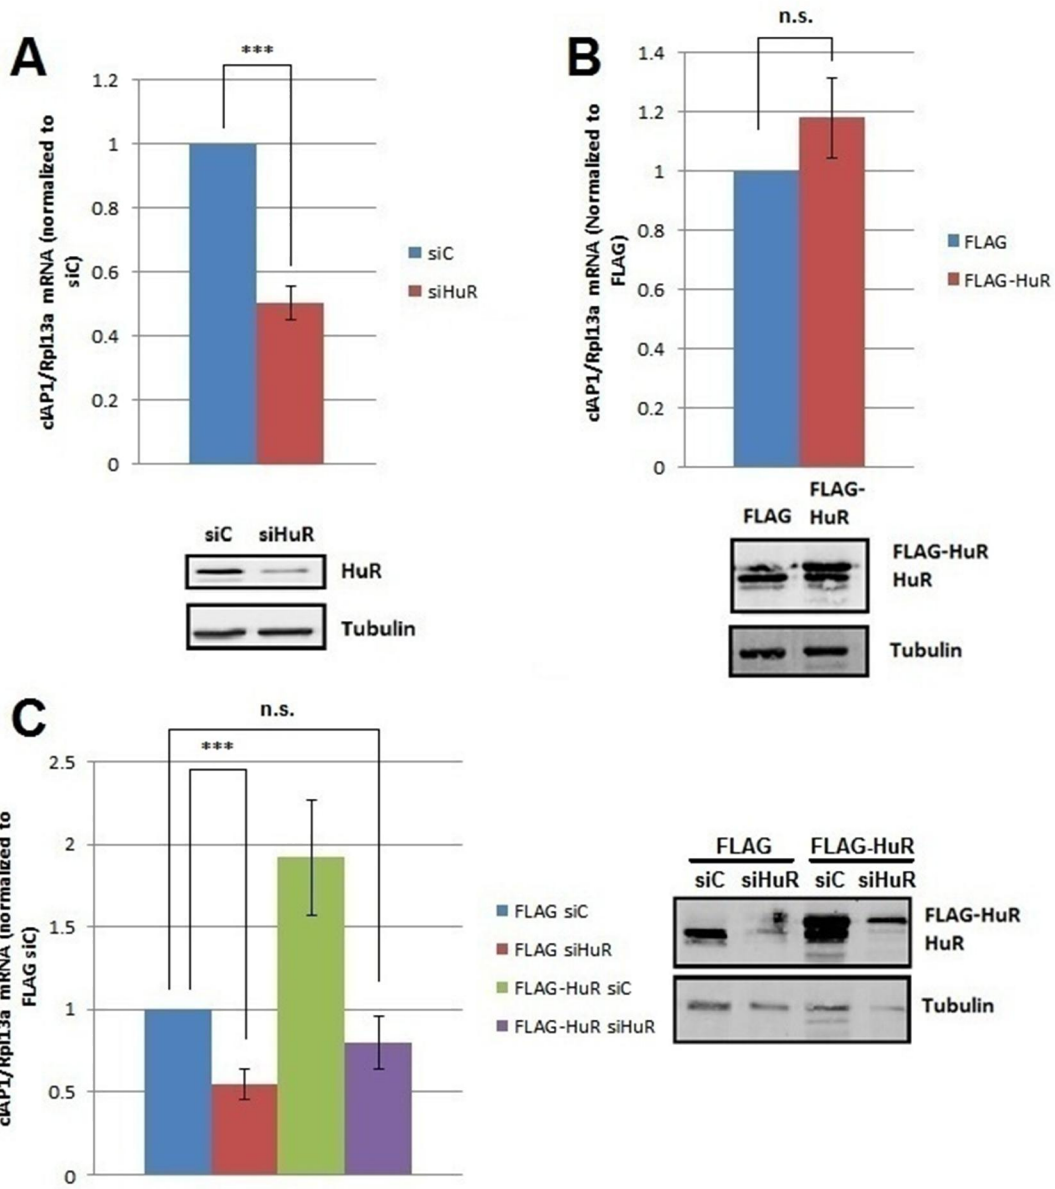 A
***
1.2
1
0.8
0.6
0.4
0.2
0
cIAP1/Rpl13a mRNA (normalized to
siC)
siC
siHuR
siC siHuR
HuR
Tubulin
B
n.s.
1.4
1.2
1
0.8
0.6
0.4
0.2
0
cIAP1/Rpl13a mRNA (Normalized to
FLAG)
FLAG
FLAG-HuR
FLAG-
FLAG HuR
FLAG-HuR
HuR
Tubulin
C
n.s.
***
2.5
2
1.5
1
0.5
0
cIAP1/Rpl13a mRNA (normalized to
FLAG siC)
FLAG siC
FLAG siHuR
FLAG-HuR siC
FLAG-HuR siHuR
FLAG FLAG-HuR
siC siHuR siC siHuR
FLAG-HuR
HuR
Tubulin